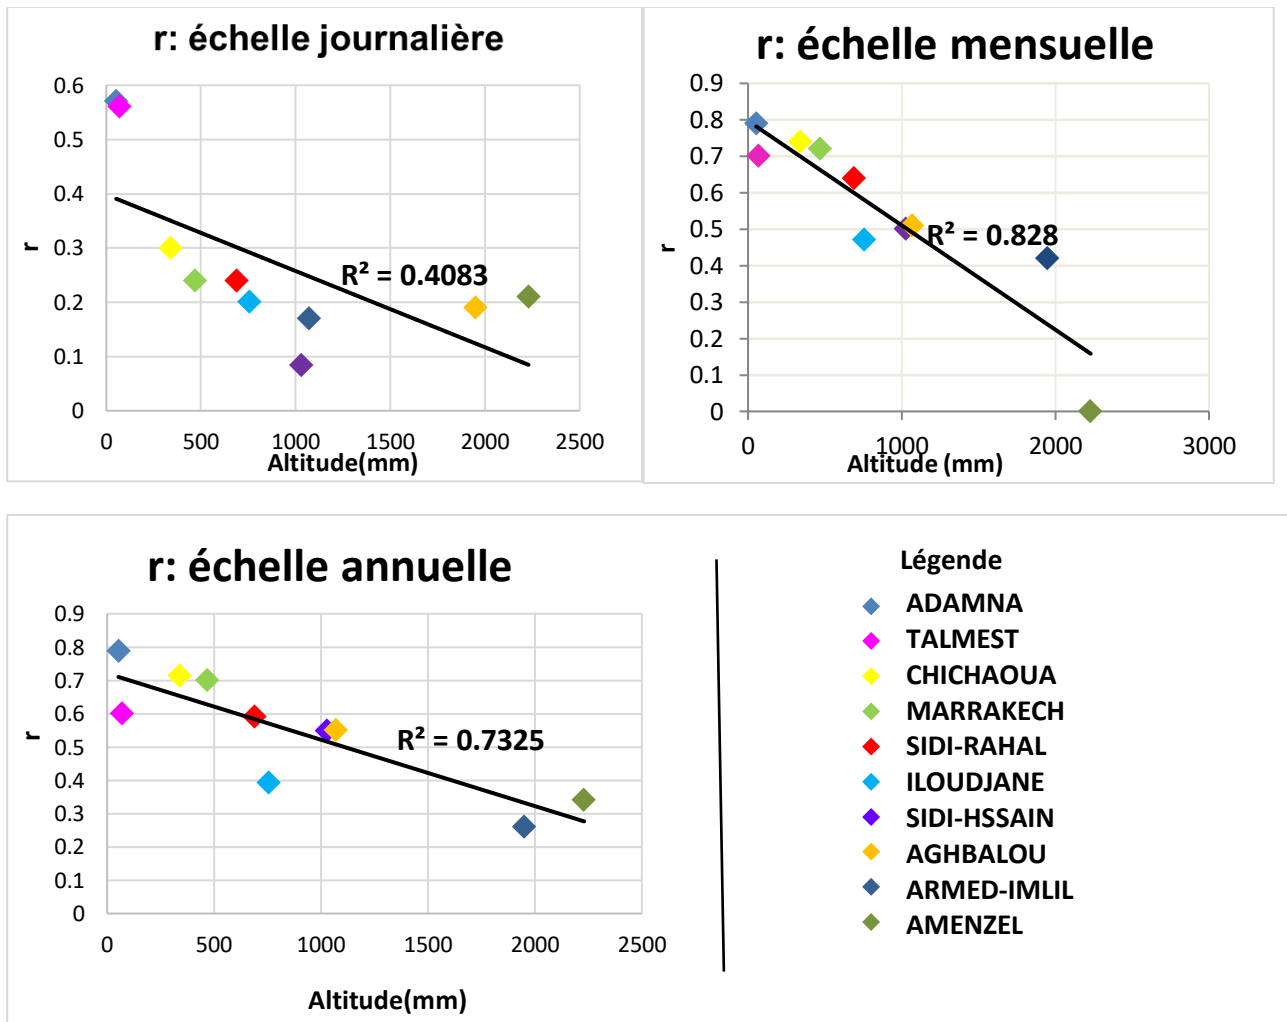 r: échelle journalière
0.6
0.5
0.4
0.3
0.2
0.1
0
r
R² = 0.4083
0 500 1000 1500 2000 2500
Altitude(mm)
r: échelle mensuelle
0.9
0.8
0.7
0.6
0.5
0.4
0.3
0.2
0.1
0
r
R² = 0.828
0 1000 2000 3000
Altitude (mm)
r: échelle annuelle
0.9
0.8
0.7
0.6
0.5
0.4
0.3
0.2
0.1
0
r
R² = 0.7325
0 500 1000 1500 2000 2500
Altitude(mm)
Légende
ADAMNA
TALMEST
CHICHAOUA
MARRAKECH
SIDI-RAHAL
ILOUDJANE
SIDI-HSSAIN
AGHBALOU
ARMED-IMLIL
AMENZEL